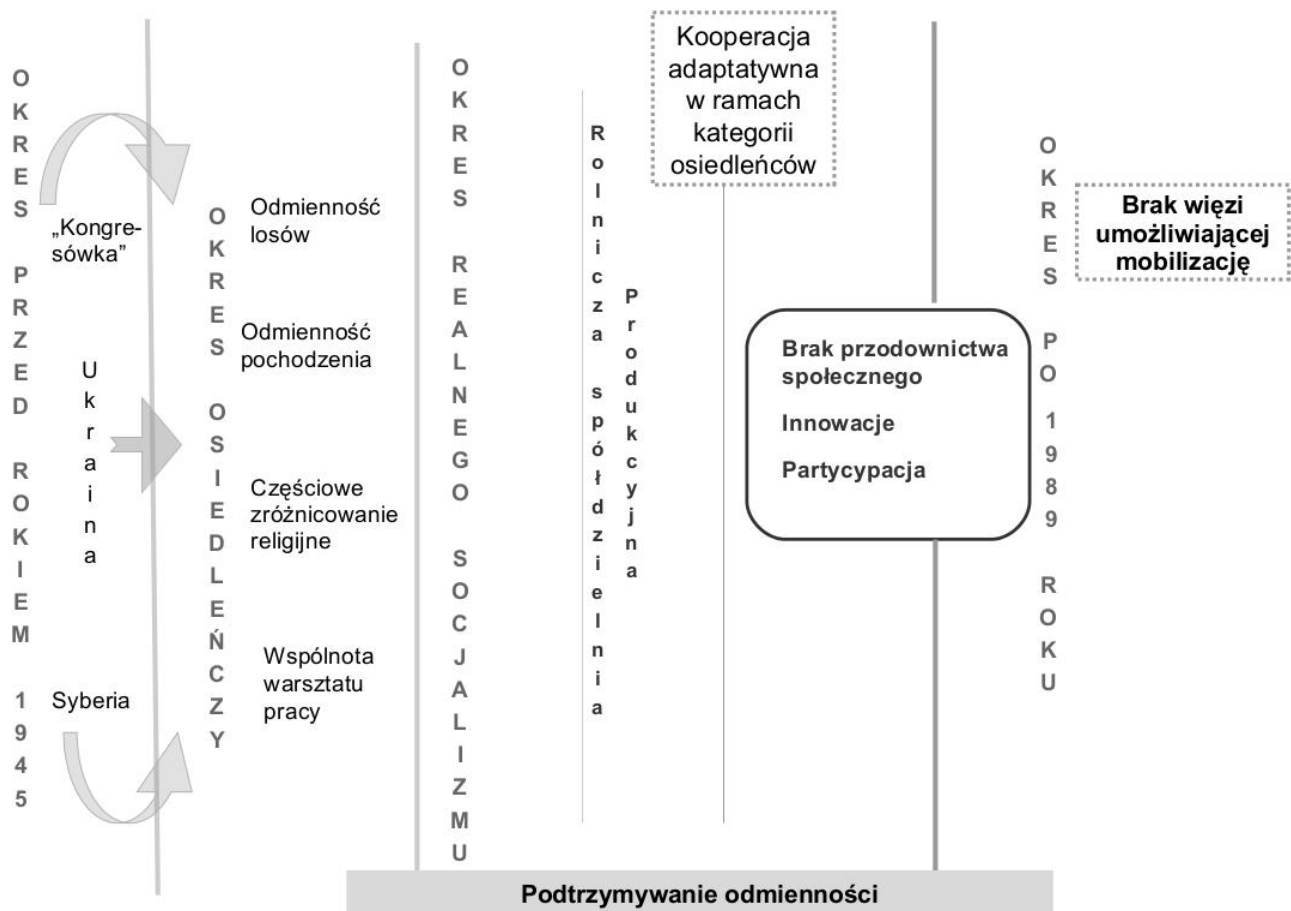 OKRES PRZED ROKIEM 1945
„Kongre-
sówka”
Ukraina
Syberia
OKRES OSIEDLEŃCZY
Odmienność
losów
Odmienność
pochodzenia
Częściowe
zróżnicowanie
religijne
Wspólnota
warsztatu
pracy
OKRES REALNEGO SOCJALIZMU
Rolnicza spółdzielnia
Produkcyjna
Kooperacja
adaptatywna
w ramach
kategorii
osiedleńców
Brak przodownictwa
społecznego
Innowacje
Partycypacja
OKRES PO 1989 ROKU
Brak więzi
umożliwiającej
mobilizację
Podtrzymywanie odmienności